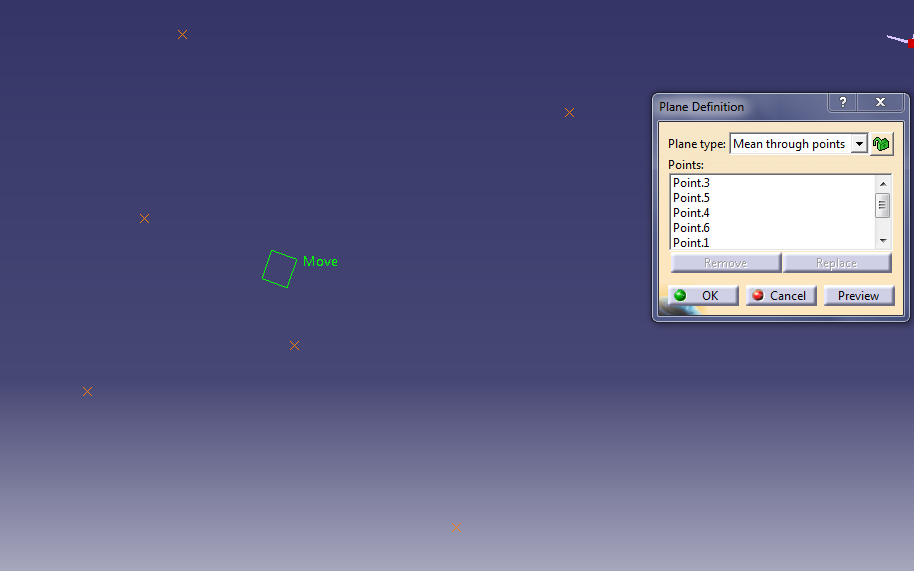 Plane Definition
?
Plane type: Mean through points
Points:
Point.3
Point.5
Point.4
Point.6
Point.1
Remove Replace
OK Cancel Preview
Move